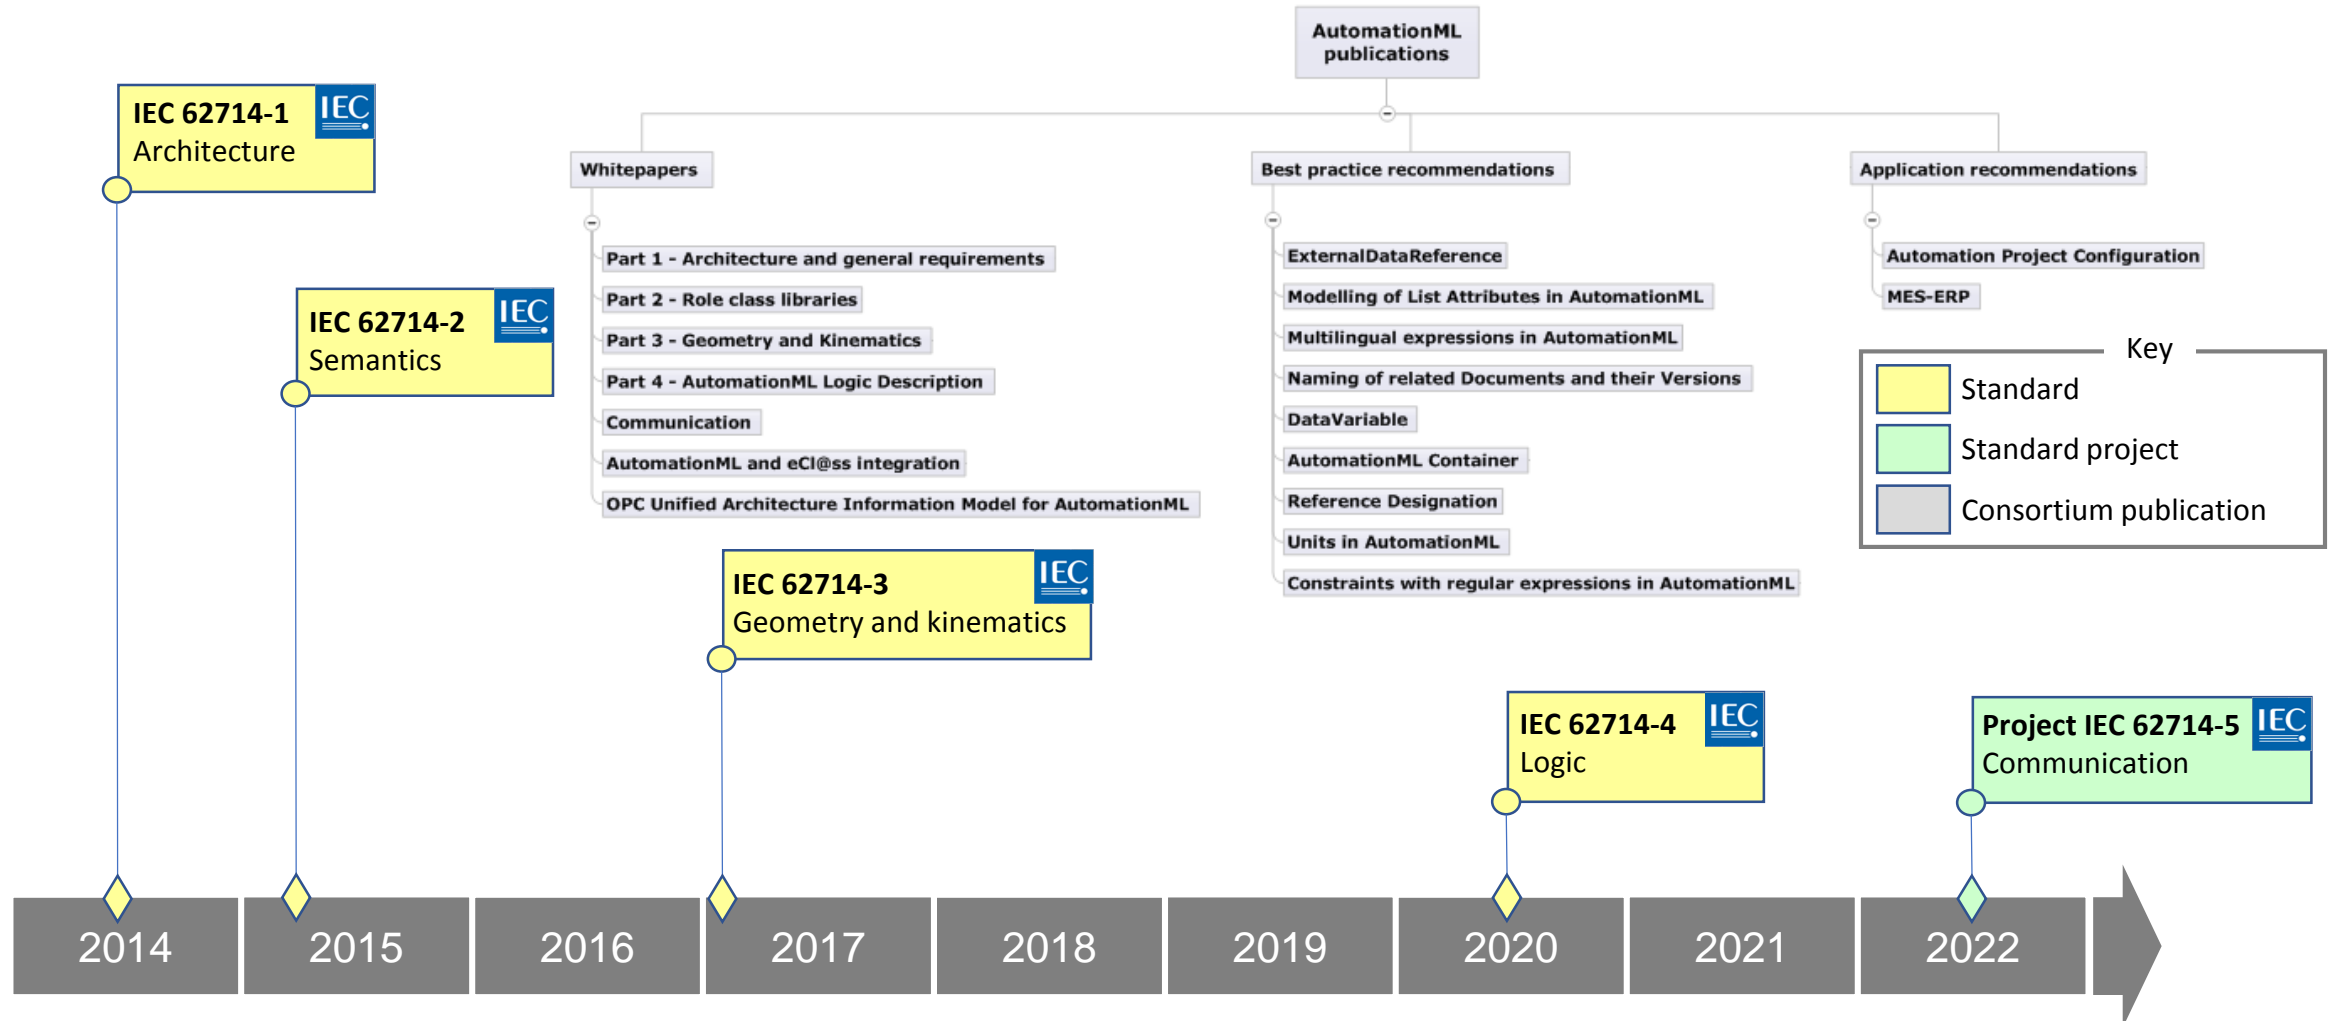 AutomationML
publications
IEC 62714-1
Architecture
IEC
Whitepapers
Part 1 - Architecture and general requirements
Part 2 - Role class libraries
Part 3 - Geometry and Kinematics
Part 4 - AutomationML Logic Description
Communication
AutomationML and eCl@ss integration
OPC Unified Architecture Information Model for AutomationML
Best practice recommendations
ExternalDataReference
Modelling of List Attributes in AutomationML
Multilingual expressions in AutomationML
Naming of related Documents and their Versions
DataVariable
AutomationML Container
Reference Designation
Units in AutomationML
Constraints with regular expressions in AutomationML
Application recommendations
Automation Project Configuration
MES-ERP
Key
Standard
Standard project
Consortium publication
IEC 62714-2
Semantics
IEC
IEC 62714-3
Geometry and kinematics
IEC
IEC 62714-4
Logic
IEC
Project IEC 62714-5
Communication
IEC
2014
2015
2016
2017
2018
2019
2020
2021
2022